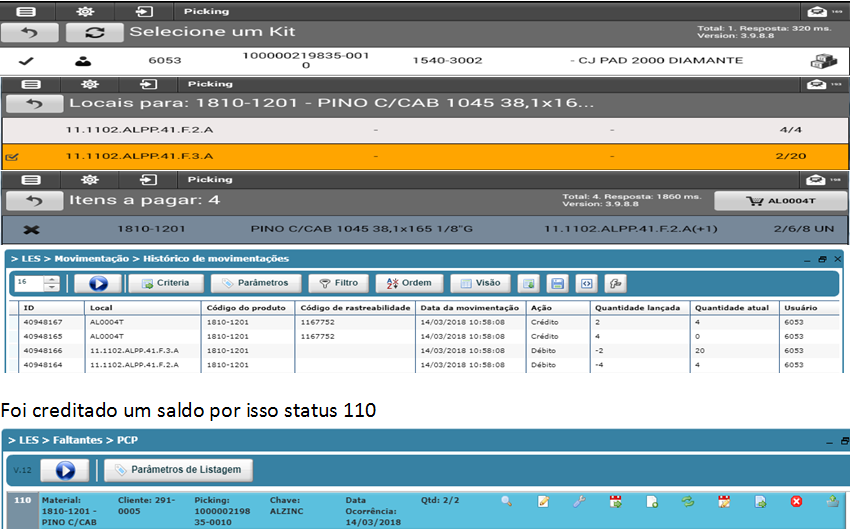 Picking
169
Selecione um Kit
Total: 1. Resposta: 320 ms.
Version: 3.9.8.8
6053 100000219835-001 1540-3002 - CJ PAD 2000 DIAMANTE
0
Picking
Locais para: 1810-1201 - PINO C/CAB 1045 38,1x16...
11.1102.ALPP.41.F.2.A - - 4/4
11.1102.ALPP.41.F.3.A - - 2/20
Picking
Itens a pagar: 4
Total: 4. Resposta: 1860 ms.
Version: 3.9.8.8
AL0004T
1810-1201 PINO C/CAB 1045 38,1x165 1/8"G 11.1102.ALPP.41.F.2.A(+1) 2/6/8 UN
> LES > Movimentação > Histórico de movimentações
16 Criteria Parâmetros Filtro Ordem Visão
ID Local Código do produto Código de rastreabilidade Data da movimentação Ação Quantidade lançada Quantidade atual Usuário
40948167 AL0004T 1810-1201 1167752 14/03/2018 10:58:08 Crédito 2 4 6053
40948165 AL0004T 1810-1201 1167752 14/03/2018 10:58:08 Crédito 4 0 6053
40948166 11.1102.ALPP.41.F.3.A 1810-1201 14/03/2018 10:58:08 Débito -2 20 6053
40948164 11.1102.ALPP.41.F.2.A 1810-1201 14/03/2018 10:58:08 Débito -4 4 6053
Foi creditado um saldo por isso status 110
> LES > Faltantes > PCP
V.12 Parâmetros de Listagem
110 Material: Cliente: 291- Picking: Chave: Data Qtd: 2/2
1810-1201 - 0005 1000002198 ALZINC Ocorrência:
PINO C/CAB 35-0010 14/03/2018